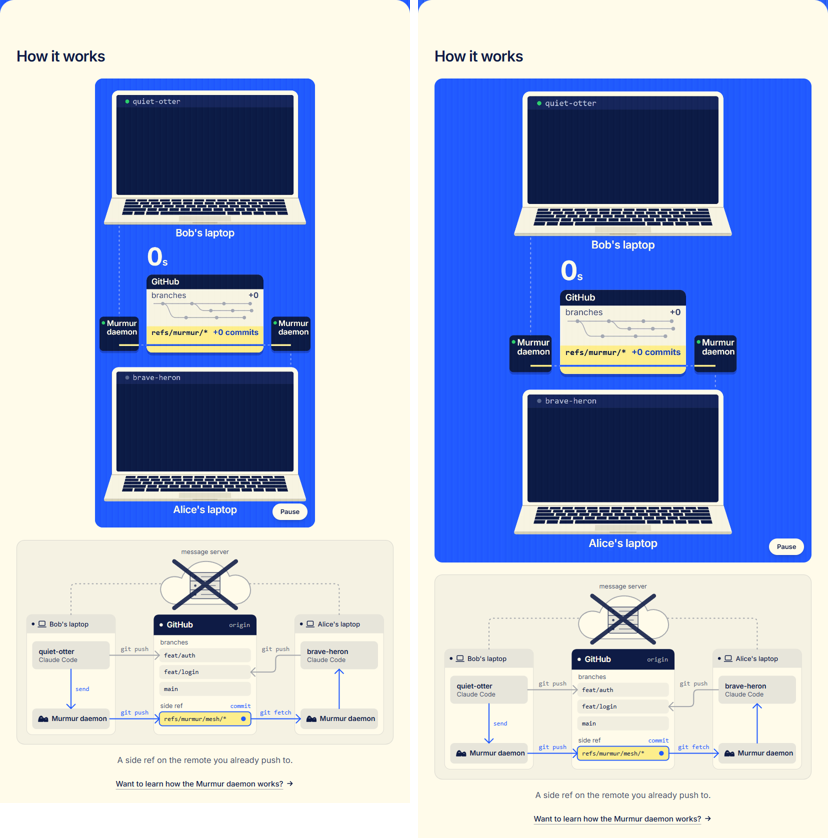 How it works
quiet-otter
Bob's laptop
0s
GitHub
branches +0
refs/murmur/* +0 commits
Murmur daemon
Murmur daemon
brave-heron
Alice's laptop
Pause
message server
Bob's laptop
GitHub origin
Alice's laptop
branches
quiet-otter
Claude Code
git push
feat/auth
git push
brave-heron
Claude Code
feat/login
main
send
side ref commit
Murmur daemon
git push
refs/murmur/mesh/*
git fetch
Murmur daemon
A side ref on the remote you already push to.
Want to learn how the Murmur daemon works? →
How it works
quiet-otter
Bob's laptop
0s
GitHub
branches +0
refs/murmur/* +0 commits
Murmur daemon
Murmur daemon
brave-heron
Alice's laptop
Pause
message server
Bob's laptop
GitHub origin
Alice's laptop
branches
quiet-otter
Claude Code
git push
feat/auth
git push
brave-heron
Claude Code
feat/login
main
send
side ref commit
Murmur daemon
git push
refs/murmur/mesh/*
git fetch
Murmur daemon
A side ref on the remote you already push to.
Want to learn how the Murmur daemon works? →